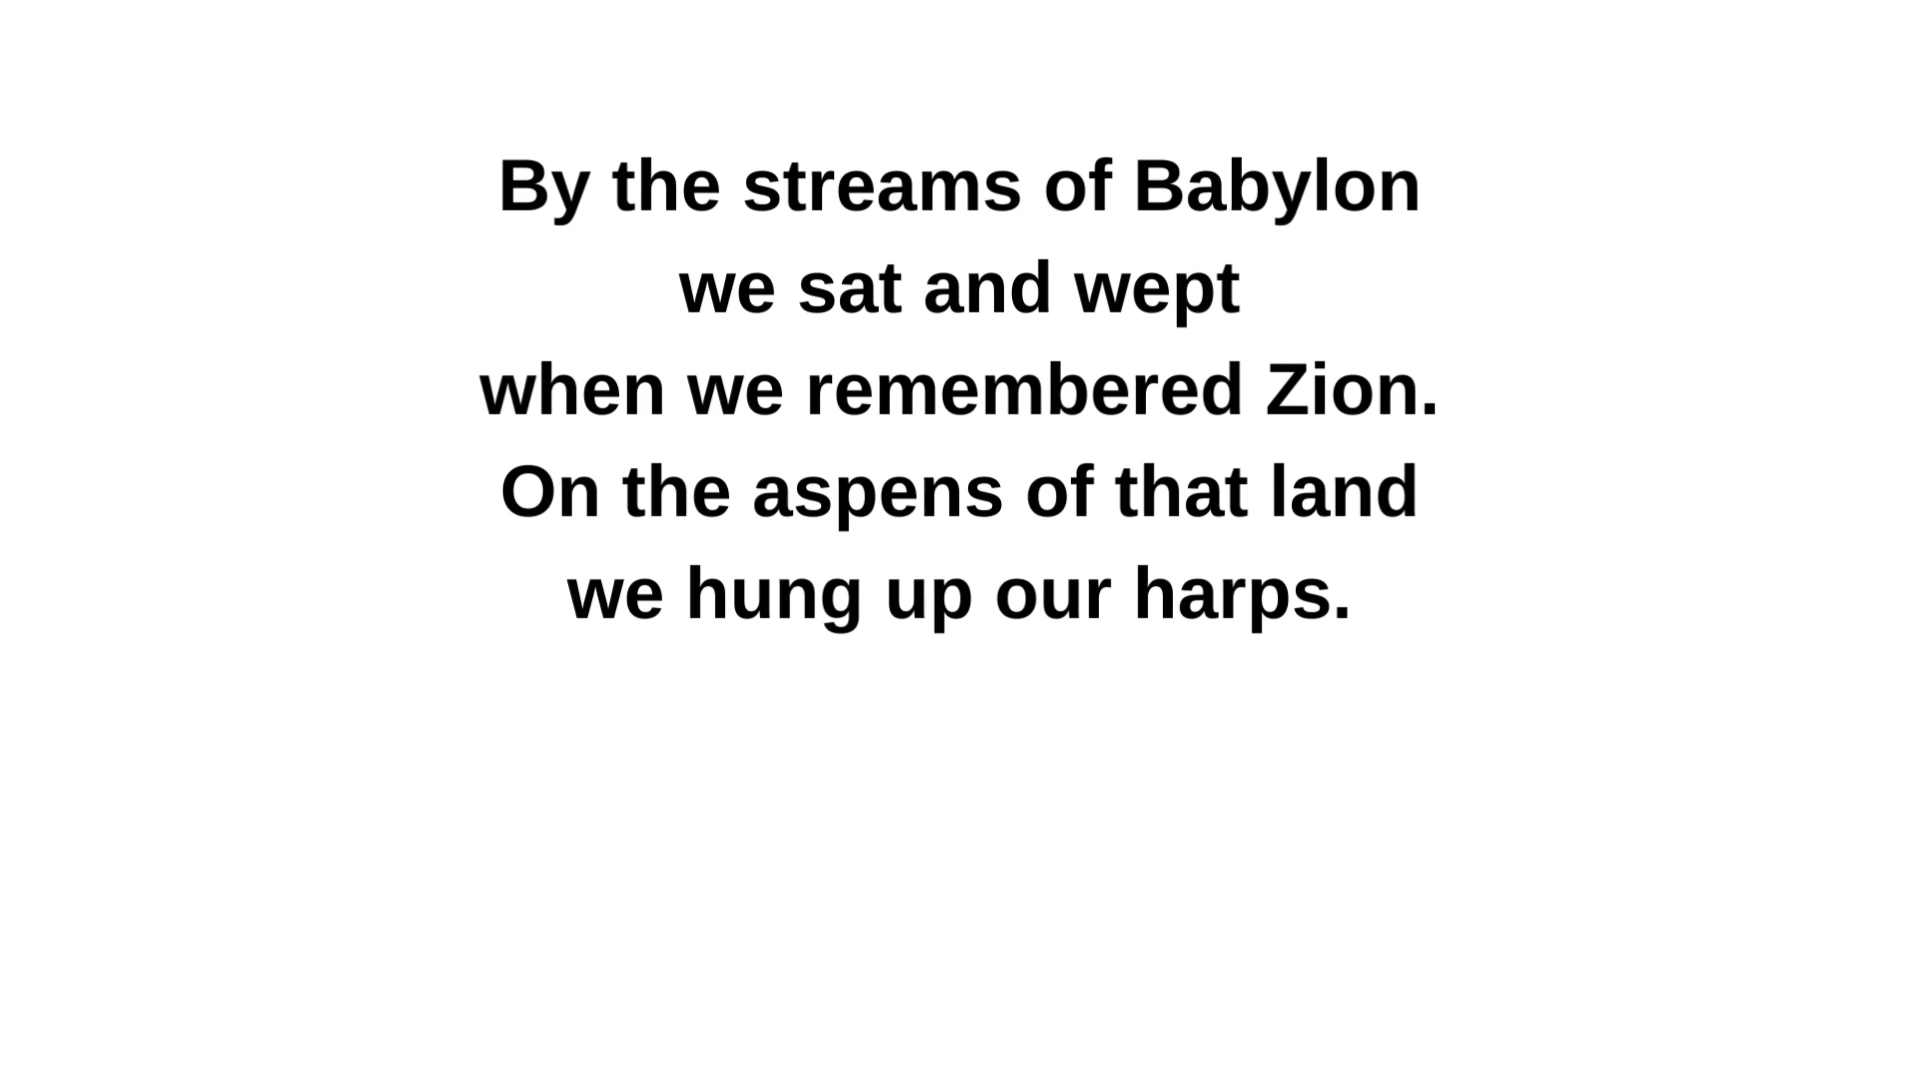 By the streams of Babylon
we sat and wept
when we remembered Zion.
On the aspens of that land
we hung up our harps.